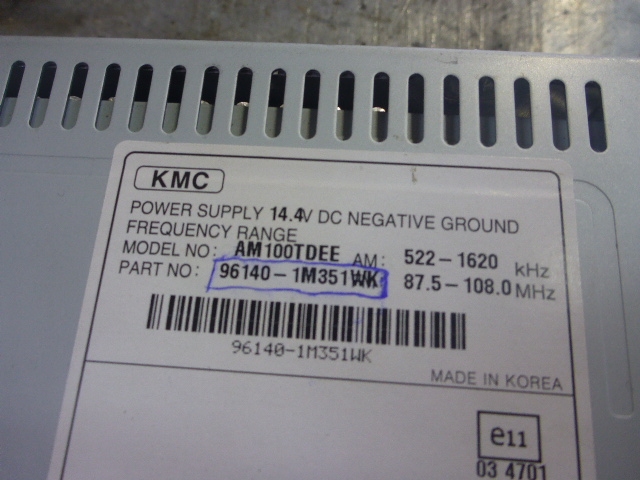 KMC
POWER SUPPLY 14.4V DC NEGATIVE GROUND
FREQUENCY RANGE
MODEL NO: AM100TDEE AM: 522-1620 kHz
PART NO: 96140-1M351WK 87.5-108.0 MHz
96140-1M351WK
MADE IN KOREA
e11
03 4701